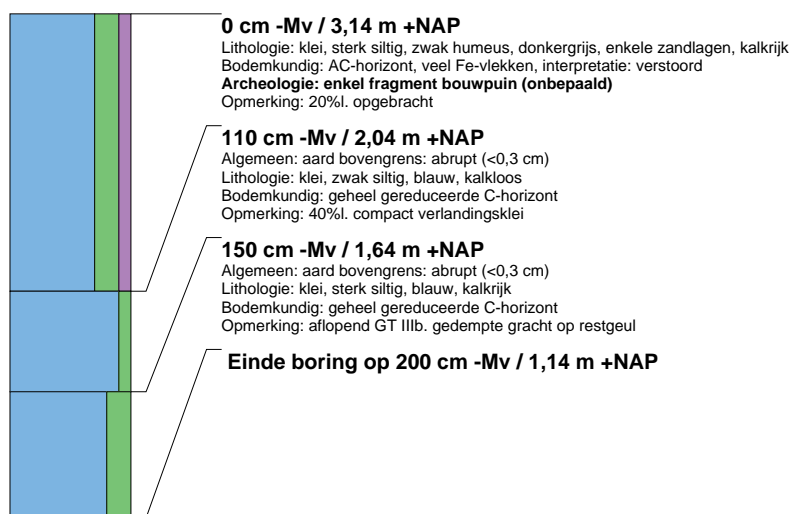 0 cm -Mv / 3,14 m +NAP
Lithologie: klei, sterk siltig, zwak humeus, donkergrijs, enkele zandlagen, kalkrijk
Bodemkundig: AC-horizont, veel Fe-vlekken, interpretatie: verstoord
Archeologie: enkel fragment bouwpuin (onbepaald)
Opmerking: 20%l. opgebracht
110 cm -Mv / 2,04 m +NAP
Algemeen: aard bovengrens: abrupt (<0,3 cm)
Lithologie: klei, zwak siltig, blauw, kalkloos
Bodemkundig: geheel gereduceerde C-horizont
Opmerking: 40%l. compact verlandingsklei
150 cm -Mv / 1,64 m +NAP
Algemeen: aard bovengrens: abrupt (<0,3 cm)
Lithologie: klei, sterk siltig, blauw, kalkrijk
Bodemkundig: geheel gereduceerde C-horizont
Opmerking: aflopend GT IIIb. gedempte gracht op restgeul
Einde boring op 200 cm -Mv / 1,14 m +NAP